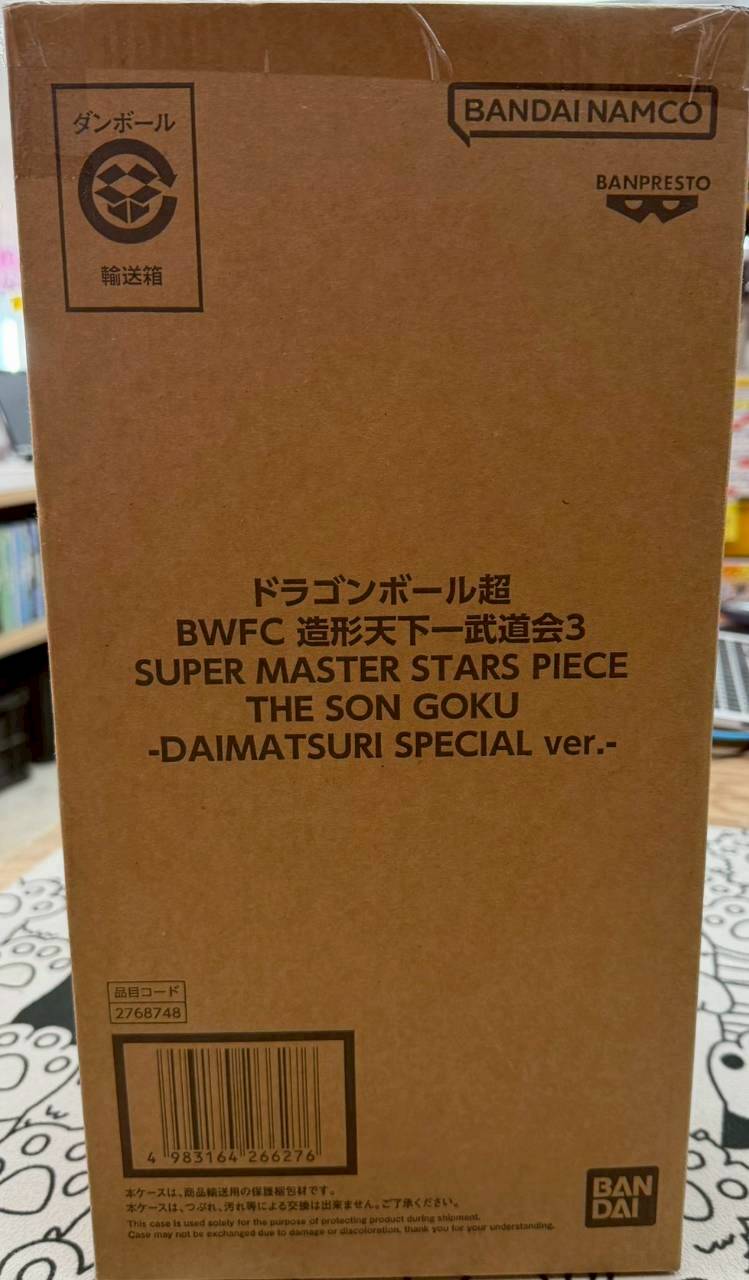 ダンボール
輸送箱
BANDAI NAMCO
BANPRESTO
ドラゴンボール超
BWFC 造形天下一武道会3
SUPER MASTER STARS PIECE
THE SON GOKU
-DAIMATSURI SPECIAL ver.-
品目コード
2768748
4 983164 266276
本ケースは、商品輸送用の保護梱包材です。
本ケースは、つぶれ、汚れ等による交換は出来ません。ご了承ください。
This case is used solely for the purpose of protecting product during shipment.
Case may not be exchanged due to damage or discoloration, thank you for your understanding.
BAN
DAI